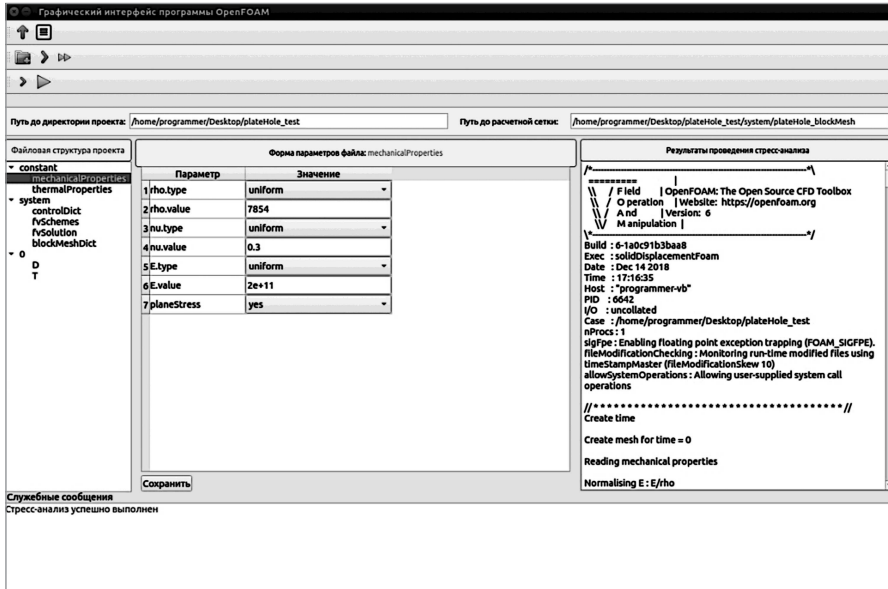 Графический интерфейс программы OpenFOAM
Путь до директории проекта: /home/programmer/Desktop/plateHole_test Путь до расчетной сетки: /home/programmer/Desktop/plateHole_test/system/plateHole_blockMesh
Файловая структура проекта
constant
mechanicalProperties
thermalProperties
system
controlDict
fvSchemes
fvSolution
blockMeshDict
0
D
T
Форма параметров файла: mechanicalProperties
Параметр Значение
1 rho.type uniform
2 rho.value 7854
3 nu.type uniform
4 nu.value 0.3
5 E.type uniform
6 E.value 2e+11
7 planeStress yes
Сохранить
Результаты проведения стресс-анализа
/*---------------------------------------------------------*\
========= |
\\ / F ield | OpenFOAM: The Open Source CFD Toolbox
\\ / O peration | Website: https://openfoam.org
\\ / A nd | Version: 6
\\/ M anipulation |
\*---------------------------------------------------------*/
Build : 6-1a0c91b3baa8
Exec : solidDisplacementFoam
Date : Dec 14 2018
Time : 17:16:35
Host : "programmer-vb"
PID : 6642
I/O : uncollated
Case : /home/programmer/Desktop/plateHole_test
nProcs : 1
sigFpe : Enabling floating point exception trapping (FOAM_SIGFPE).
fileModificationChecking : Monitoring run-time modified files using
timeStampMaster (fileModificationSkew 10)
allowSystemOperations : Allowing user-supplied system call
operations
// * * * * * * * * * * * * * * * * * * * * * * * * * * * * * * * * * * * * * //
Create time
Create mesh for time = 0
Reading mechanical properties
Normalising E : E/rho
Служебные сообщения
Стресс-анализ успешно выполнен